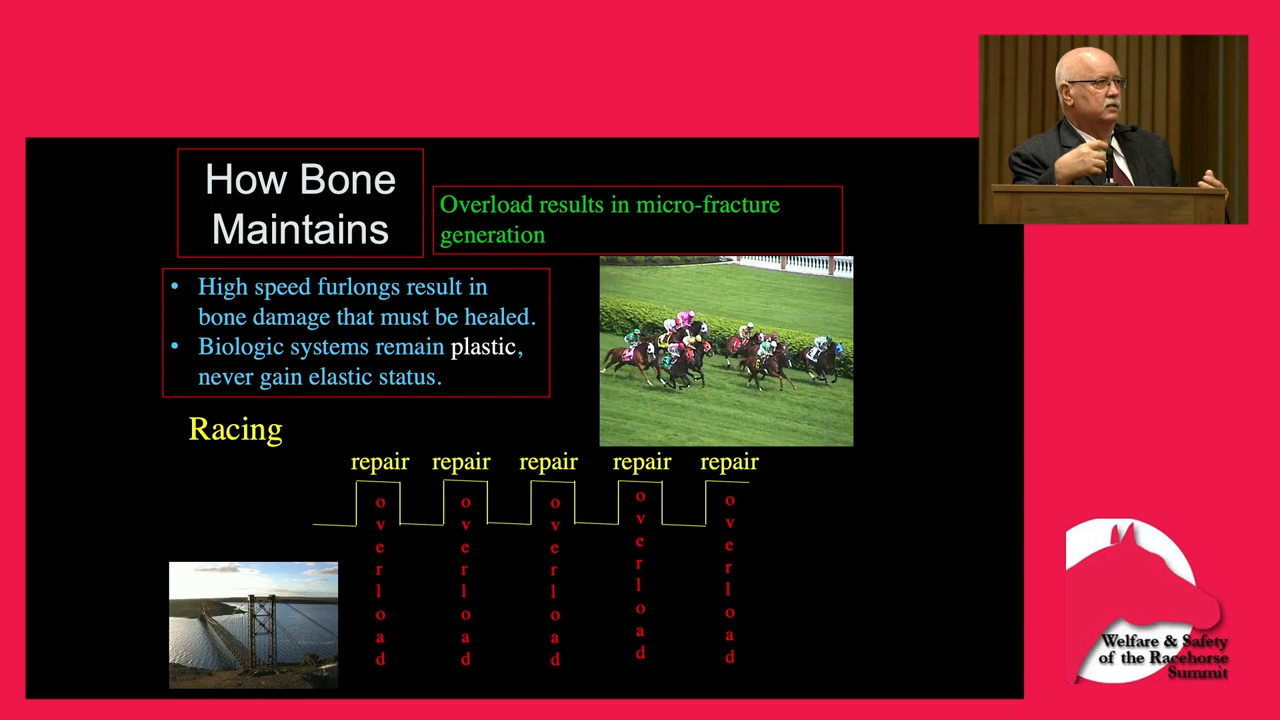 How Bone
Maintains
Overload results in micro-fracture
generation
• High speed furlongs result in
bone damage that must be healed.
• Biologic systems remain plastic,
never gain elastic status.
Racing
repair repair repair repair repair
overload overload overload overload overload
Welfare & Safety
of the Racehorse
Summit